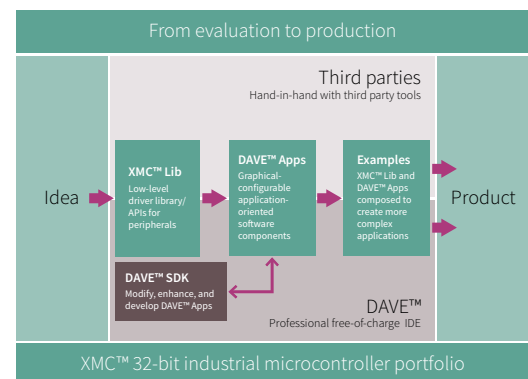 From evaluation to production
Third parties
Hand-in-hand with third party tools
Idea
XMC™ Lib
Low-level
driver library/
APIs for
peripherals
DAVE™ Apps
Graphical-
configurable
application-
oriented
software
components
Examples
XMC™ Lib and
DAVE™ Apps
composed to
create more
complex
applications
Product
DAVE™ SDK
Modify, enhance, and
develop DAVE™ Apps
DAVE™
Professional free-of-charge IDE
XMC™ 32-bit industrial microcontroller portfolio